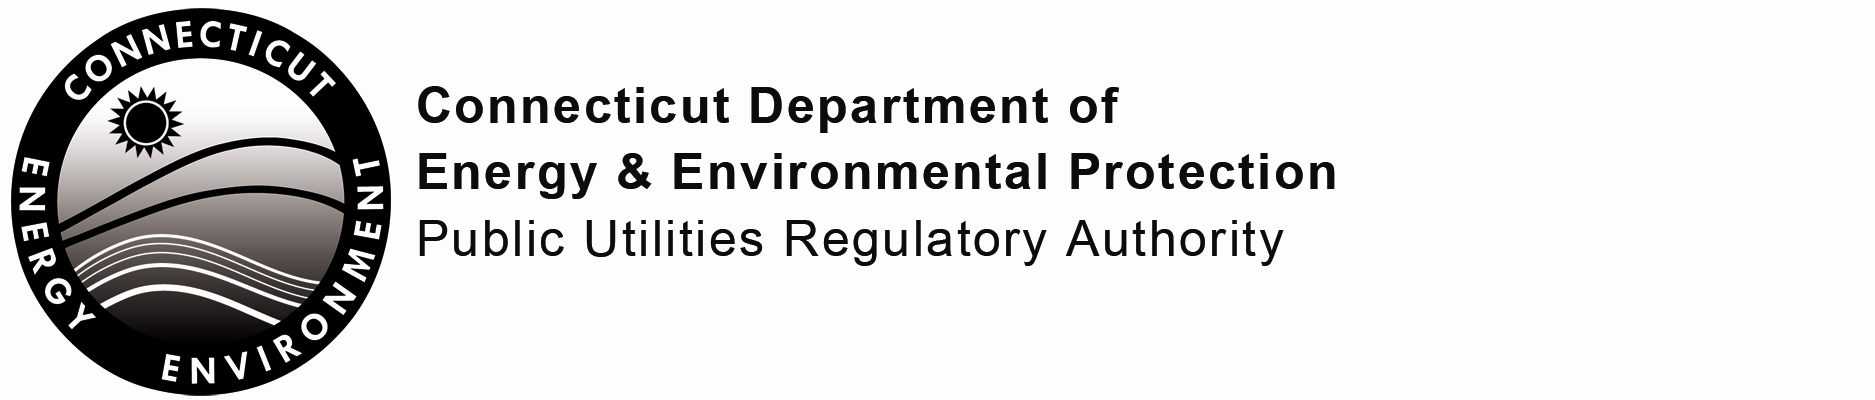 CONNECTICUT
ENERGY
ENVIRONMENT
Connecticut Department of
Energy & Environmental Protection
Public Utilities Regulatory Authority